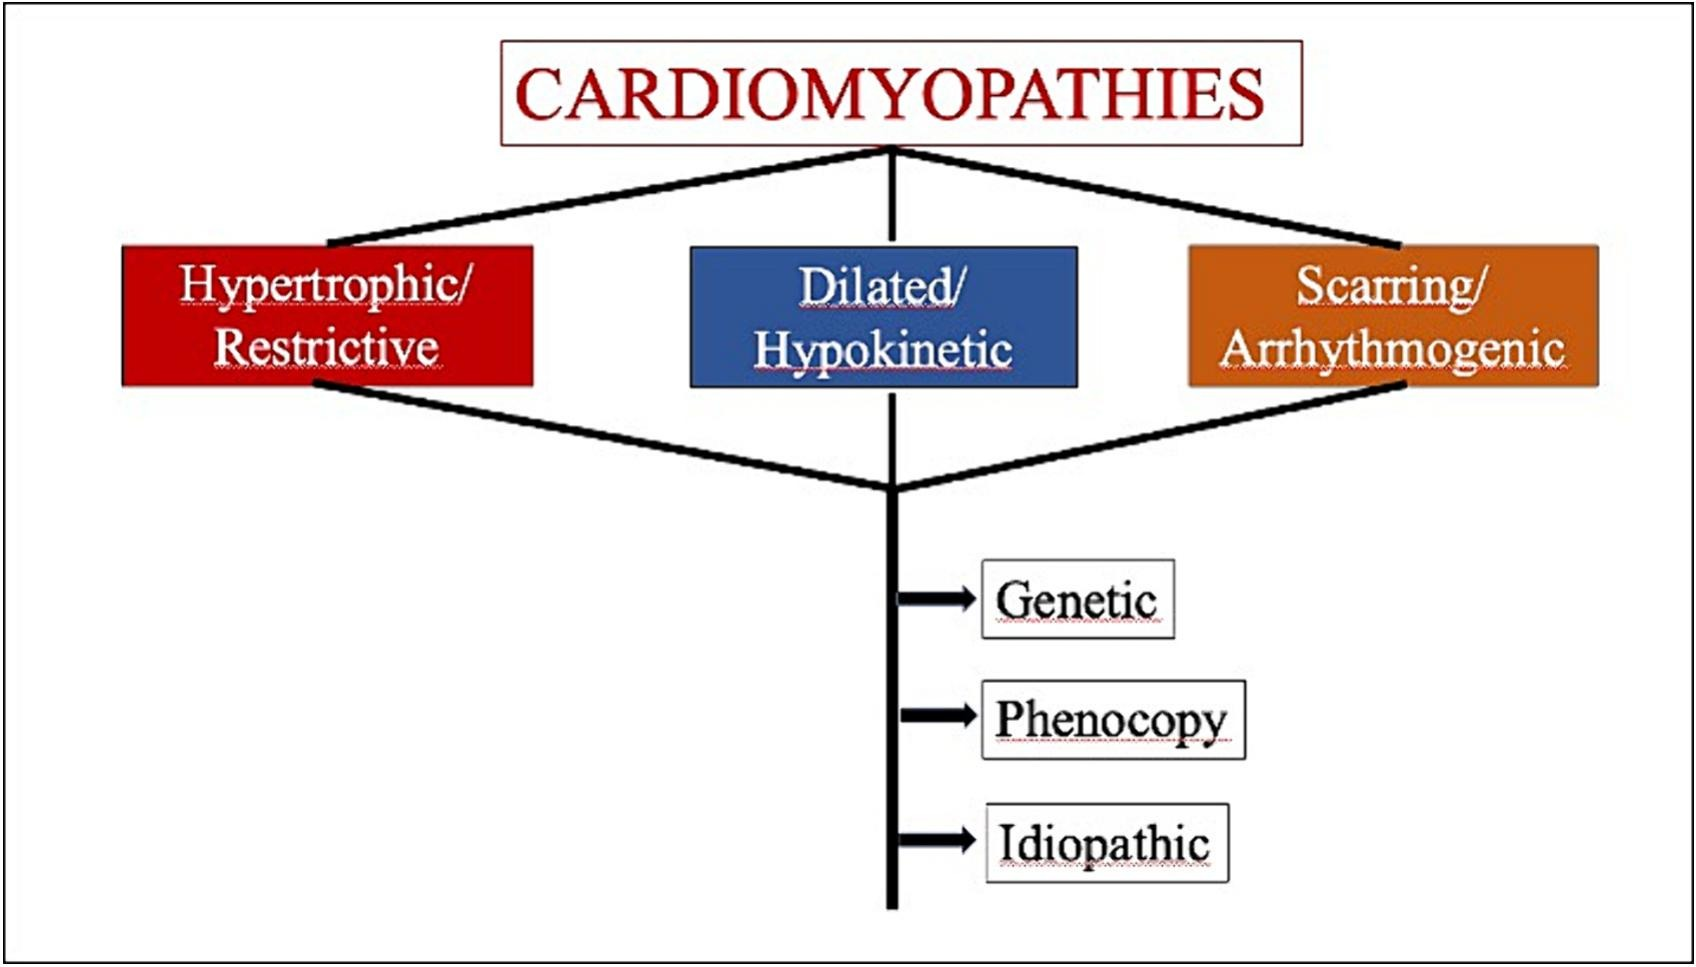 CARDIOMYOPATHIES
Hypertrophic/
Restrictive
Dilated/
Hypokinetic
Scarring/
Arrhythmogenic
Genetic
Phenocopy
Idiopathic